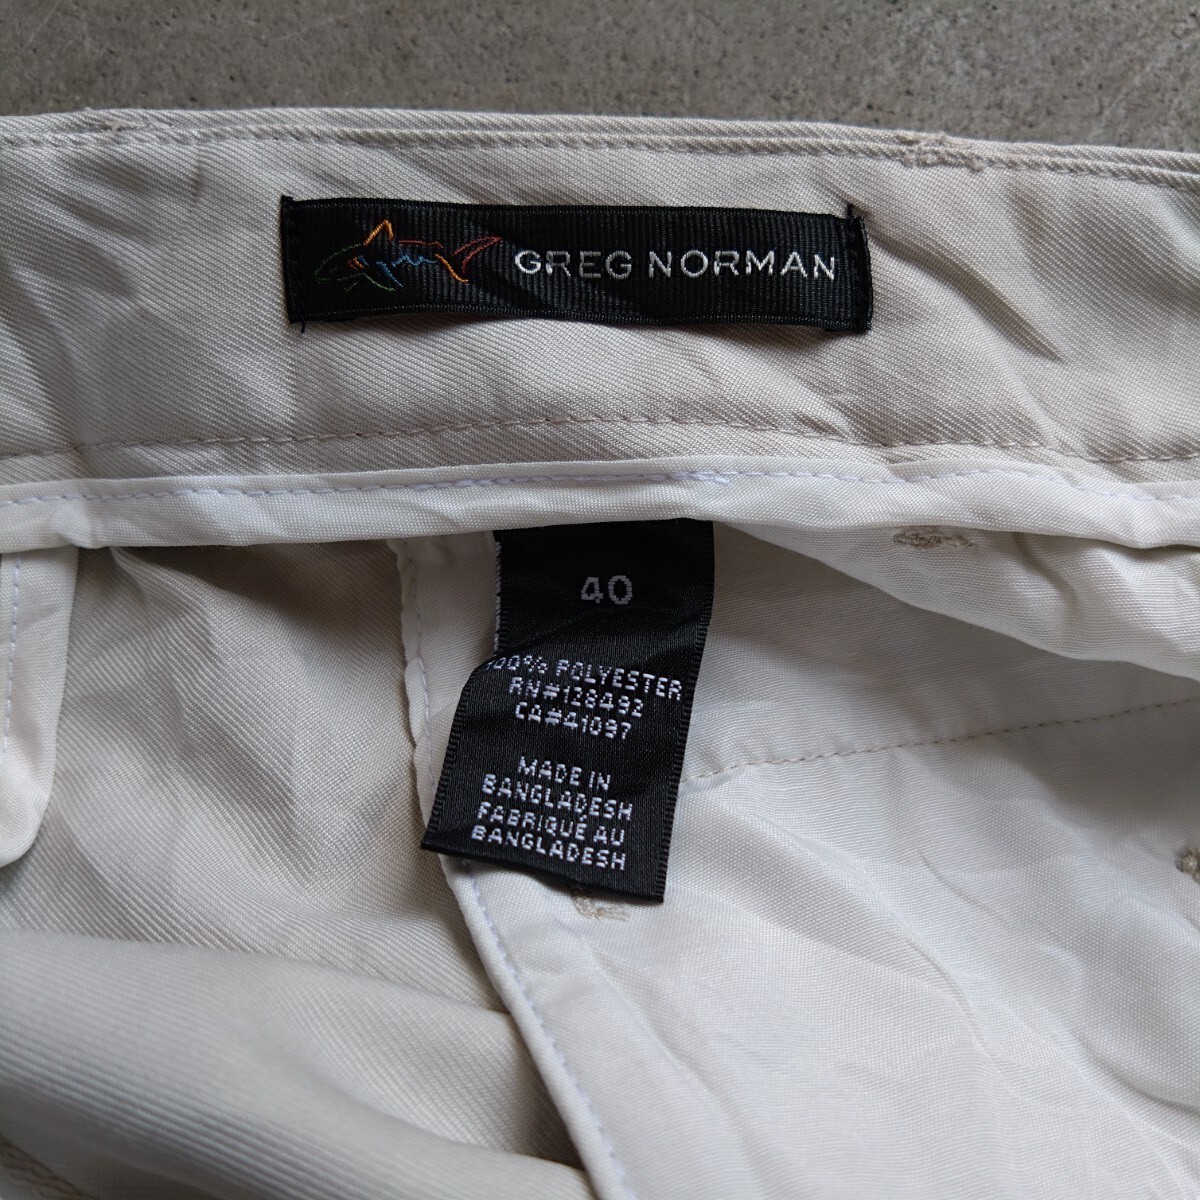 GREG NORMAN
40
100% POLYESTER
RN#128492
CA#41097
MADE IN
BANGLADESH
FABRIQUÉ AU
BANGLADESH